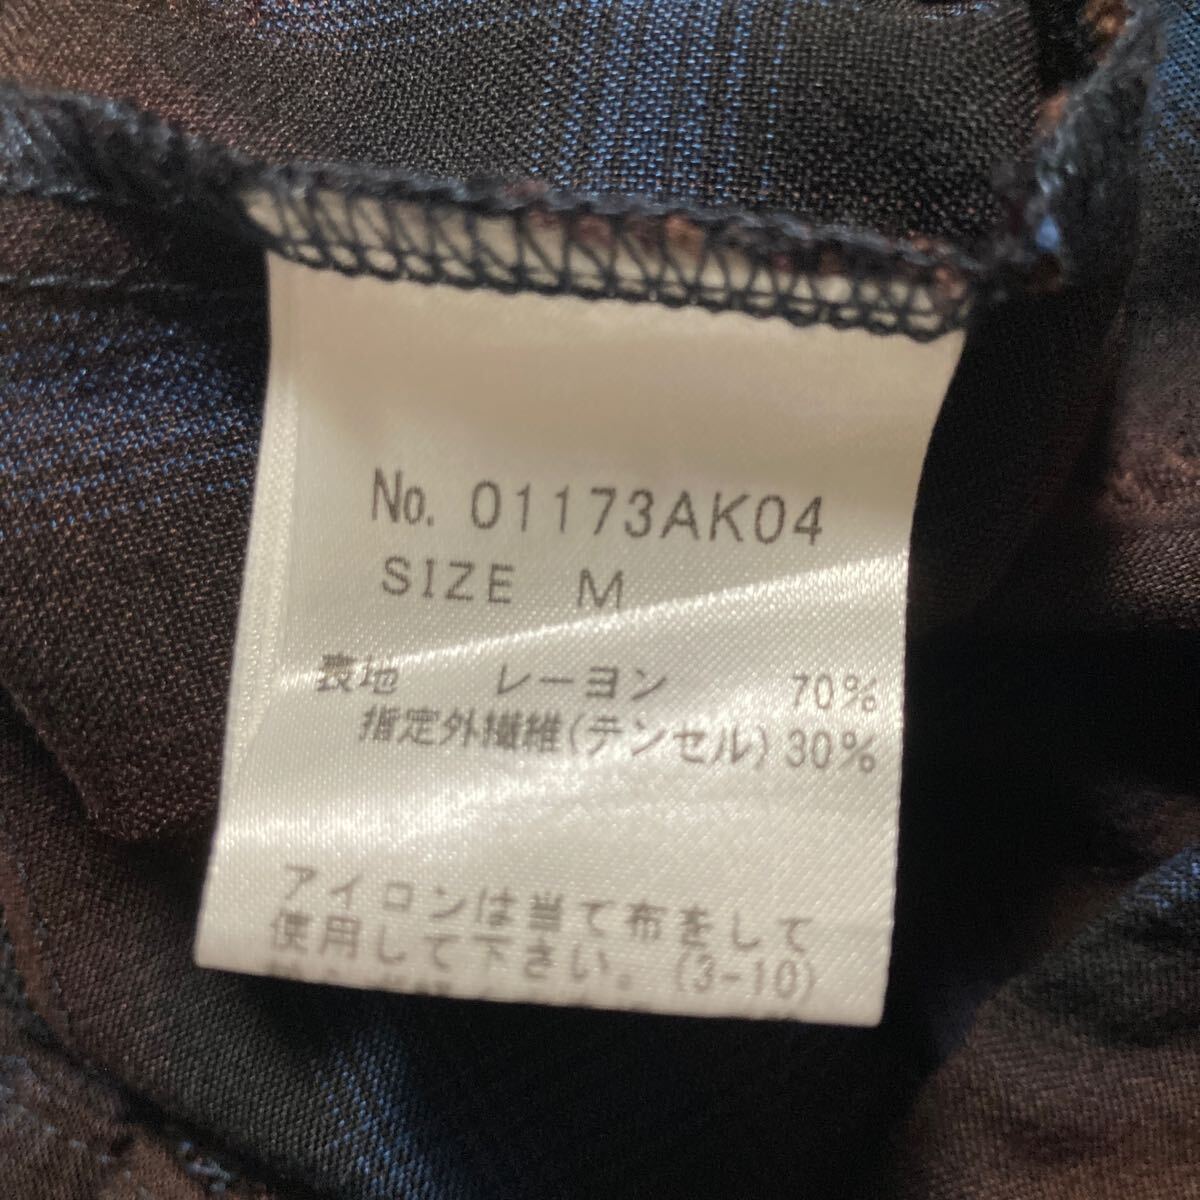 No. 01173AK04
SIZE M
表地 レーヨン 70%
指定外繊維(テンセル) 30%
アイロンは当て布をして
使用して下さい。(3-10)